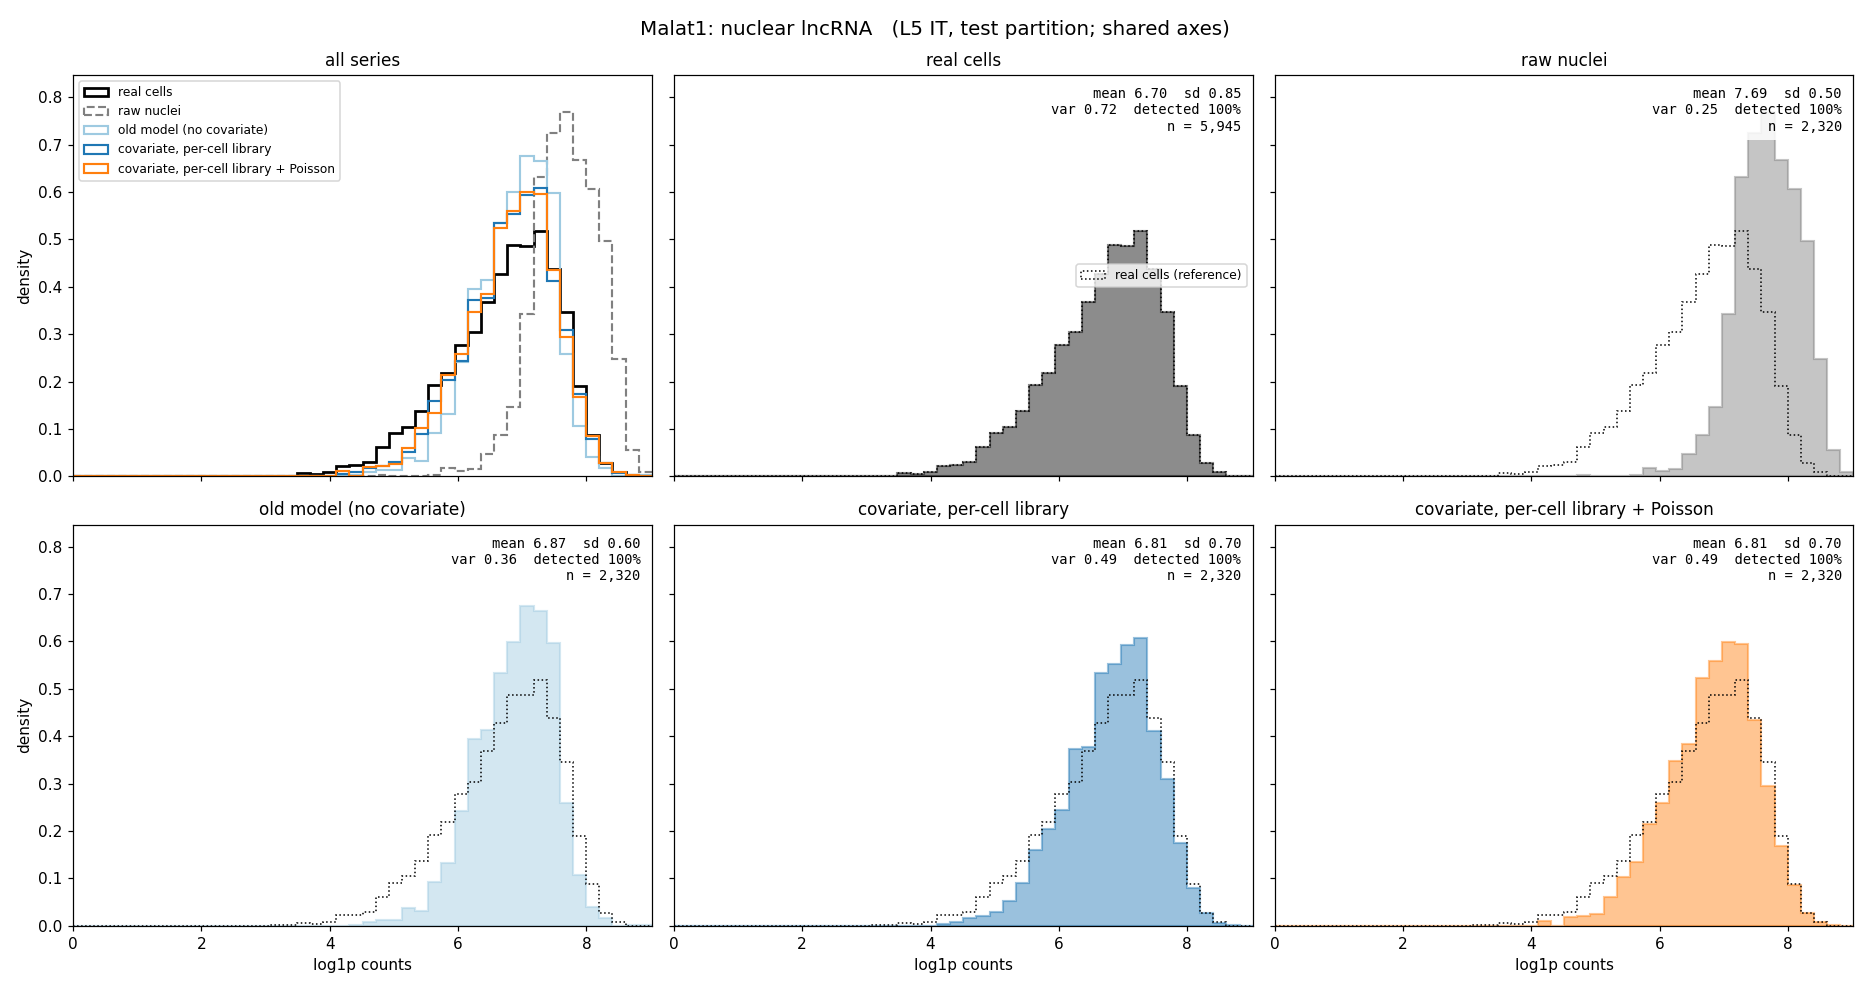 Malat1: nuclear lncRNA (L5 IT, test partition; shared axes)
all series
real cells
raw nuclei
old model (no covariate)
covariate, per-cell library
covariate, per-cell library + Poisson
density
0.8
0.7
0.6
0.5
0.4
0.3
0.2
0.1
0.0
real cells
mean 6.70 sd 0.85
var 0.72 detected 100%
n = 5,945
real cells (reference)
raw nuclei
mean 7.69 sd 0.50
var 0.25 detected 100%
n = 2,320
old model (no covariate)
mean 6.87 sd 0.60
var 0.36 detected 100%
n = 2,320
density
0.8
0.7
0.6
0.5
0.4
0.3
0.2
0.1
0.0
0 2 4 6 8
log1p counts
covariate, per-cell library
mean 6.81 sd 0.70
var 0.49 detected 100%
n = 2,320
0 2 4 6 8
log1p counts
covariate, per-cell library + Poisson
mean 6.81 sd 0.70
var 0.49 detected 100%
n = 2,320
0 2 4 6 8
log1p counts